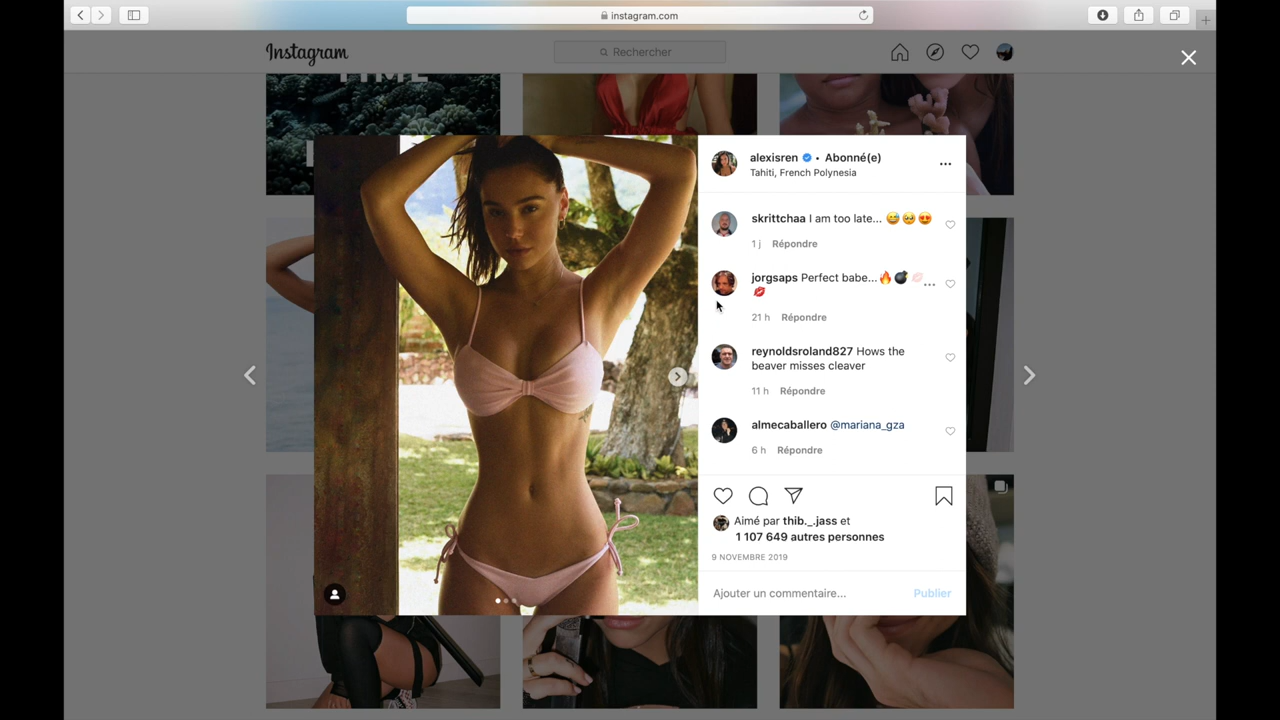 instagram.com
Instagram
Rechercher
TIME
alexisren • Abonné(e)
Tahiti, French Polynesia
skrittchaa I am too late... 😅🥺😍
1 j Répondre
jorgsaps Perfect babe...🔥💣💋
💋
21 h Répondre
reynoldsroland827 Hows the
beaver misses cleaver
11 h Répondre
almecaballero @mariana_gza
6 h Répondre
Aimé par thib._.jass et
1 107 649 autres personnes
9 NOVEMBRE 2019
Ajouter un commentaire...
Publier